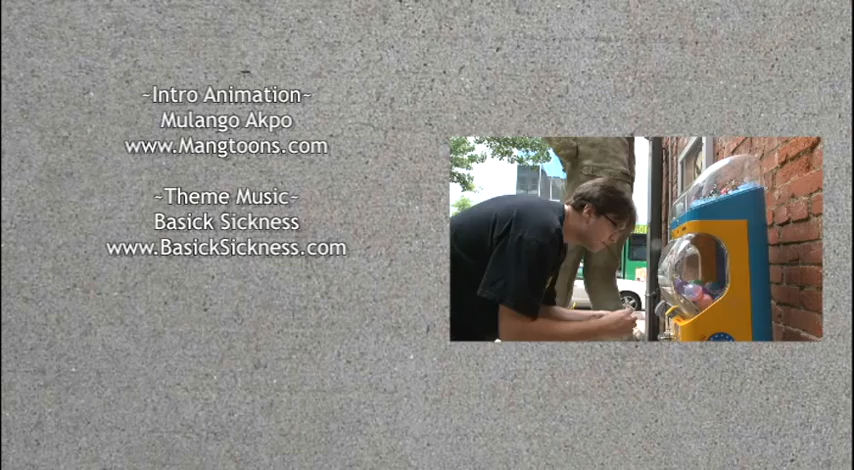 ~Intro Animation~
Mulango Akpo
www.Mangtoons.com
~Theme Music~
Basick Sickness
www.BasickSickness.com